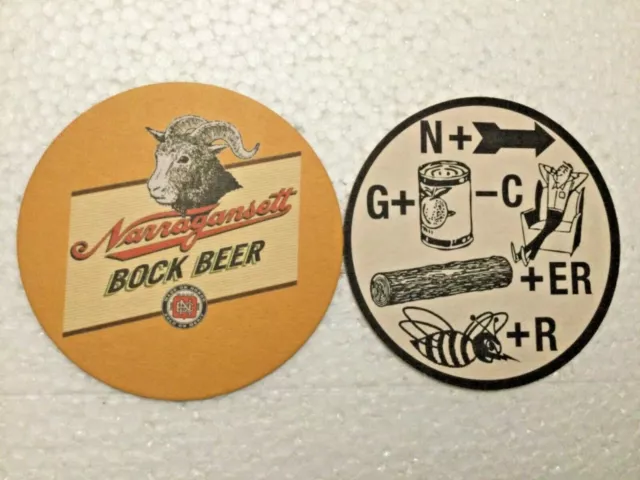 Narragansett
BOCK BEER
N+
G+
-C
+ER
+R